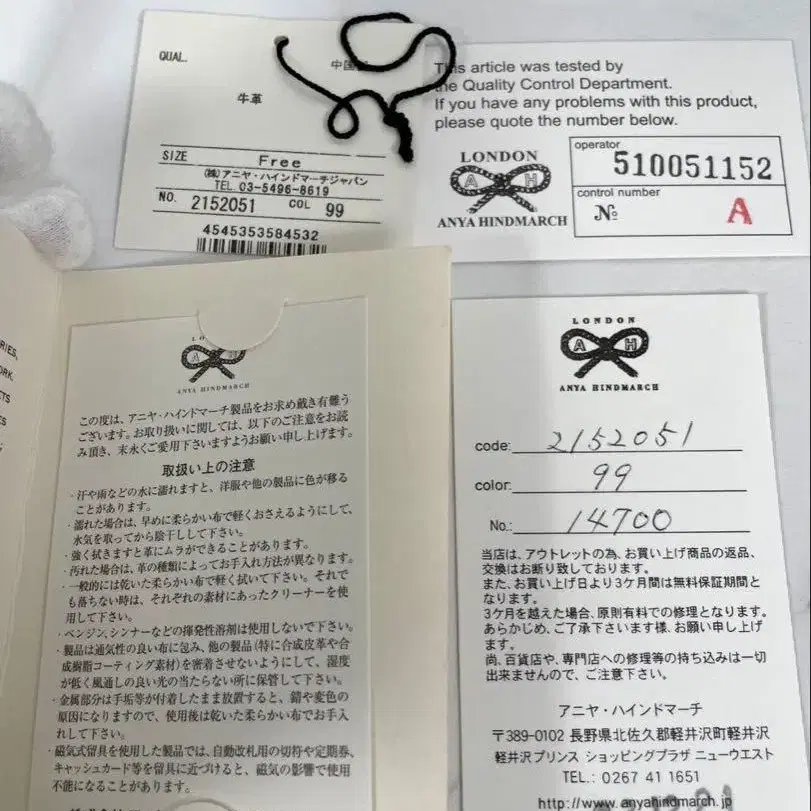 QUAL.
中国
牛革
SIZE Free
(株)アニヤ・ハインドマーチジャパン
TEL. 03-5496-8619
NO. 2152051 COL 99
4545353584532
This article was tested by
the Quality Control Department.
If you have any problems with this product,
please quote the number below.
LONDON
A H
ANYA HINDMARCH
operator
510051152
control number
№ A
RIES,
ORK.
CTS
ES
A H
ANYA HINDMARCH
この度は、アニヤ・ハインドマーチ製品をお求め戴き有難う
ございます。お取り扱いに関しては、以下のご注意をお読
み頂き、末永くご愛用下さいますようお願い申し上げます。
取扱い上の注意
・汗や雨などの水に濡れますと、洋服や他の製品に色が移る
ことがあります。
・濡れた場合は、早めに柔らかい布で軽くおさえるようにして、
水気を取ってから陰干しして下さい。
・強く拭きますと革にムラができることがあります。
・汚れた場合は、革の種類によってお手入れ方法が異なります。
・一般的には乾いた柔らかい布で軽く拭いて下さい。それで
も落ちない時は、それぞれの素材にあったクリーナーを使
用して下さい。
・ベンジン、シンナーなどの揮発性溶剤は使用しないで下さい。
・製品は通気性の良い布に包み、他の製品(特に合成皮革や合
成樹脂コーティング素材)を密着させないようにして、湿度
が低く風通しの良い光の当たらない所に保管して下さい。
・金属部分は手垢等が付着したまま放置すると、錆や変色の
原因になりますので、使用後は乾いた柔らかい布でお手入
れして下さい。
・磁気式留具を使用した製品では、自動改札用の切符や定期券、
キャッシュカード等を留具に近づけると、磁気の影響で使用
不能になることがあります。
LONDON
A H
ANYA HINDMARCH
code: 2152051
color: 99
No.: 14700
当店は、アウトレットの為、お買い上げ商品の返品、
交換はお断り致しております。
また、お買い上げ日より3ケ月間は無料保証期間と
なります。
3ケ月を越えた場合、原則有料での修理となります。
あらかじめ、ご了承下さいます様、お願い申し上げ
ます。
尚、百貨店や、専門店への修理等の持ち込みは一切
出来ませんので、ご注意下さい。
アニヤ・ハインドマーチ
〒389-0102 長野県北佐久郡軽井沢町軽井沢
軽井沢プリンス ショッピングプラザ ニューウエスト
TEL.: 0267 41 1651
http://www.anyahindmarch.jp